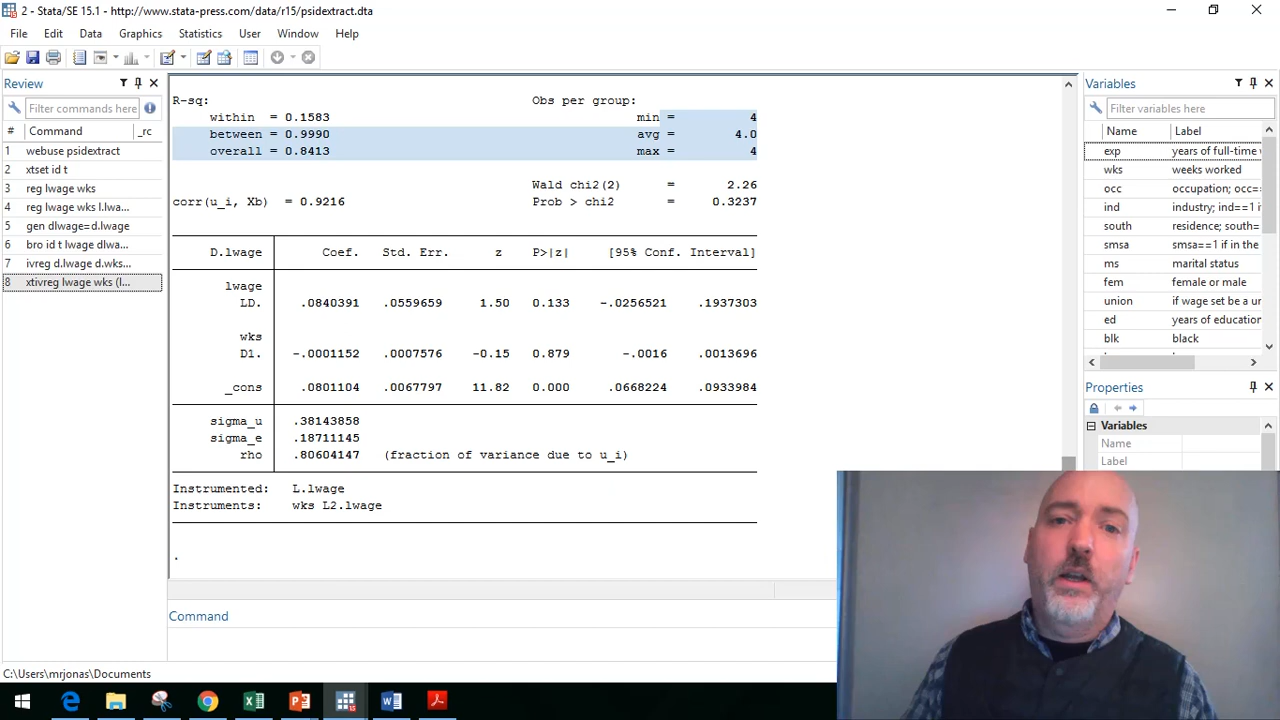 2 - Stata/SE 15.1 - http://www.stata-press.com/data/r15/psidextract.dta
File Edit Data Graphics Statistics User Window Help
Review
Filter commands here
# Command _rc
1 webuse psidextract
2 xtset id t
3 reg lwage wks
4 reg lwage wks l.lwa...
5 gen dlwage=d.lwage
6 bro id t lwage dlwa...
7 ivreg d.lwage d.wks...
8 xtivreg lwage wks (l...
R-sq: Obs per group:
within = 0.1583 min = 4
between = 0.9990 avg = 4.0
overall = 0.8413 max = 4
Wald chi2(2) = 2.26
corr(u_i, Xb) = 0.9216 Prob > chi2 = 0.3237
D.lwage Coef. Std. Err. z P>|z| [95% Conf. Interval]
lwage
LD. .0840391 .0559659 1.50 0.133 -.0256521 .1937303
wks
D1. -.0001152 .0007576 -0.15 0.879 -.0016 .0013696
_cons .0801104 .0067797 11.82 0.000 .0668224 .0933984
sigma_u .38143858
sigma_e .18711145
rho .80604147 (fraction of variance due to u_i)
Instrumented: L.lwage
Instruments: wks L2.lwage
.
Command
C:\Users\mrjonas\Documents
Variables
Filter variables here
Name Label
exp years of full-time
wks weeks worked
occ occupation; occ=
ind industry; ind==1
south residence; south=
smsa smsa==1 if in the
ms marital status
fem female or male
union if wage set be a u
ed years of education
blk black
Properties
Variables
Name
Label